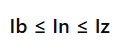 Ib ≤ In ≤ Iz